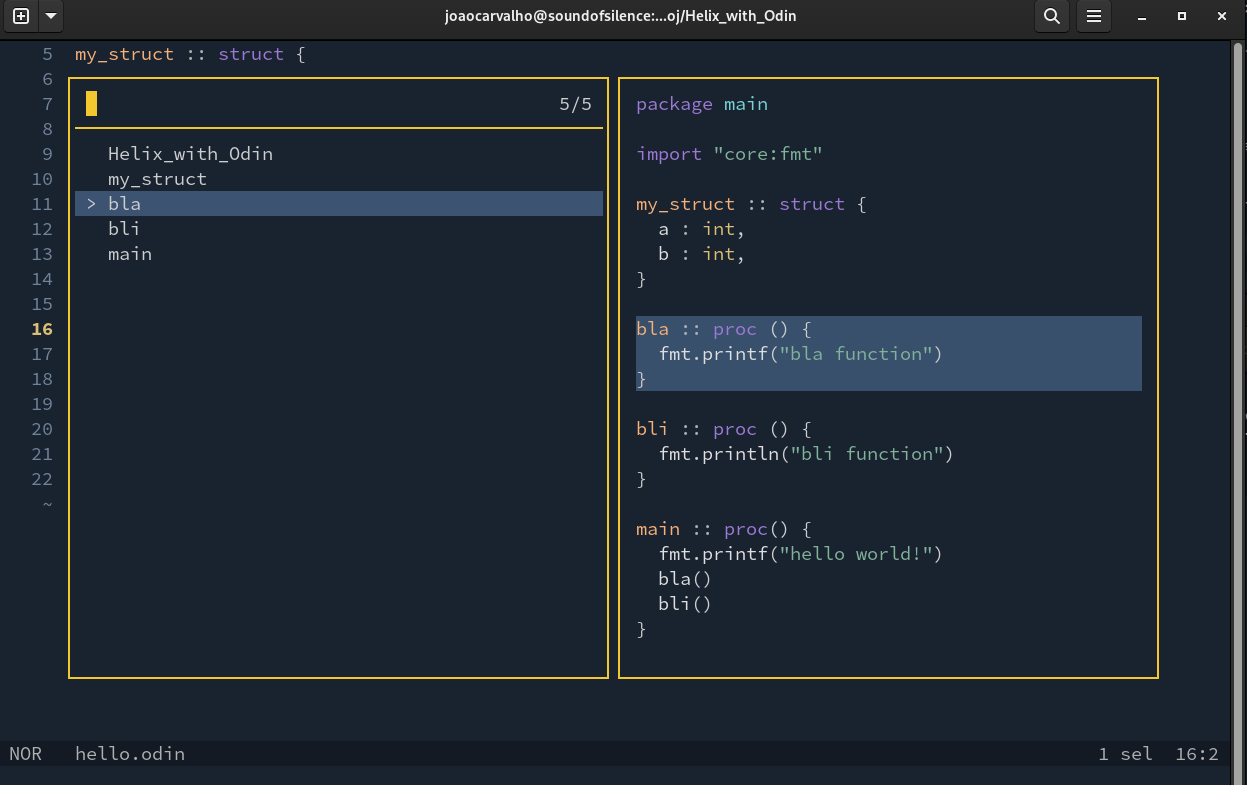 joaocarvalho@soundofsilence:...oj/Helix_with_Odin
5 my_struct :: struct {
6
7
8
9
10
11
12
13
14
15
16
17
18
19
20
21
22
~
5/5
Helix_with_Odin
my_struct
> bla
bli
main
package main
import "core:fmt"
my_struct :: struct {
a : int,
b : int,
}
bla :: proc () {
fmt.printf("bla function")
}
bli :: proc () {
fmt.println("bli function")
}
main :: proc() {
fmt.printf("hello world!")
bla()
bli()
}
NOR hello.odin 1 sel 16:2